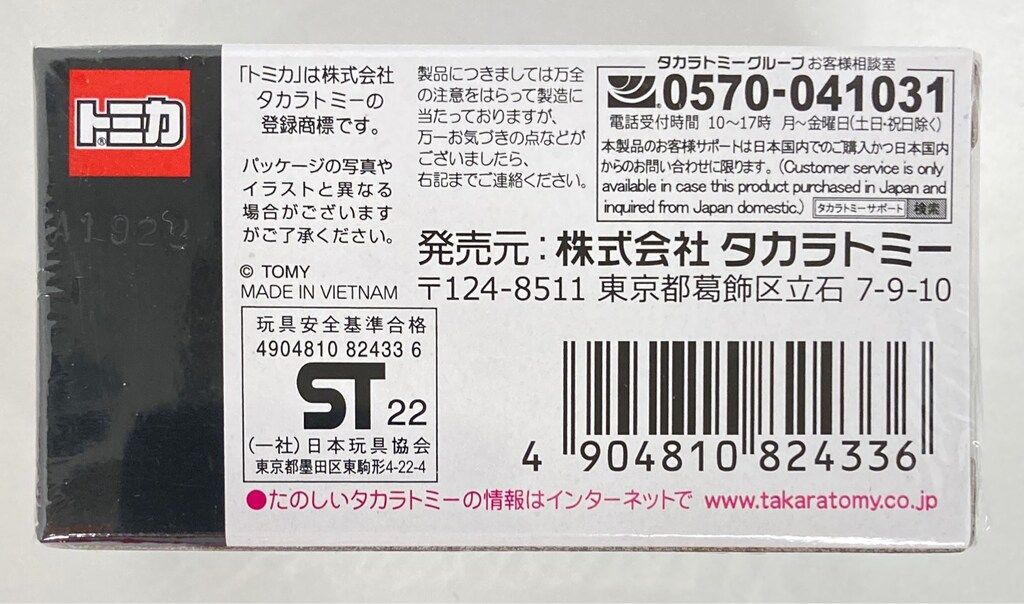 トミカ®
「トミカ」は株式会社
タカラトミーの
登録商標です。
パッケージの写真や
イラストと異なる
場合がございます
がご了承ください。
© TOMY
MADE IN VIETNAM
製品につきましては万全
の注意をはらって製造に
当たっておりますが、
万一お気づきの点などが
ございましたら、
右記までご連絡ください。
タカラトミーグループ お客様相談室
0570-041031
電話受付時間 10〜17時 月〜金曜日(土日・祝日除く)
本製品のお客様サポートは日本国内でのご購入かつ日本国内
からのお問い合わせに限ります。(Customer service is only
available in case this product purchased in Japan and
inquired from Japan domestic.) タカラトミーサポート 検索
発売元：株式会社 タカラトミー
〒124-8511 東京都葛飾区立石 7-9-10
玩具安全基準合格
4904810 82433 6
ST 22
(一社)日本玩具協会
東京都墨田区東駒形4-22-4
4 904810 824336
●たのしいタカラトミーの情報はインターネットで www.takaratomy.co.jp